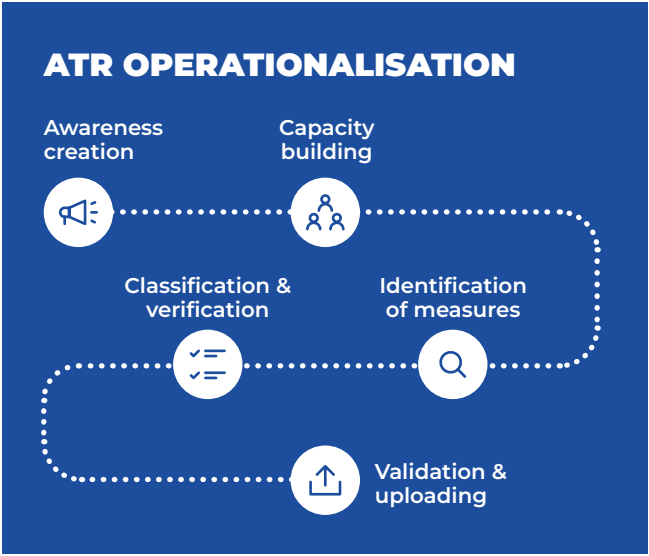 ATR OPERATIONALISATION
Awareness
creation
Capacity
building
Identification
of measures
Classification &
verification
Validation &
uploading